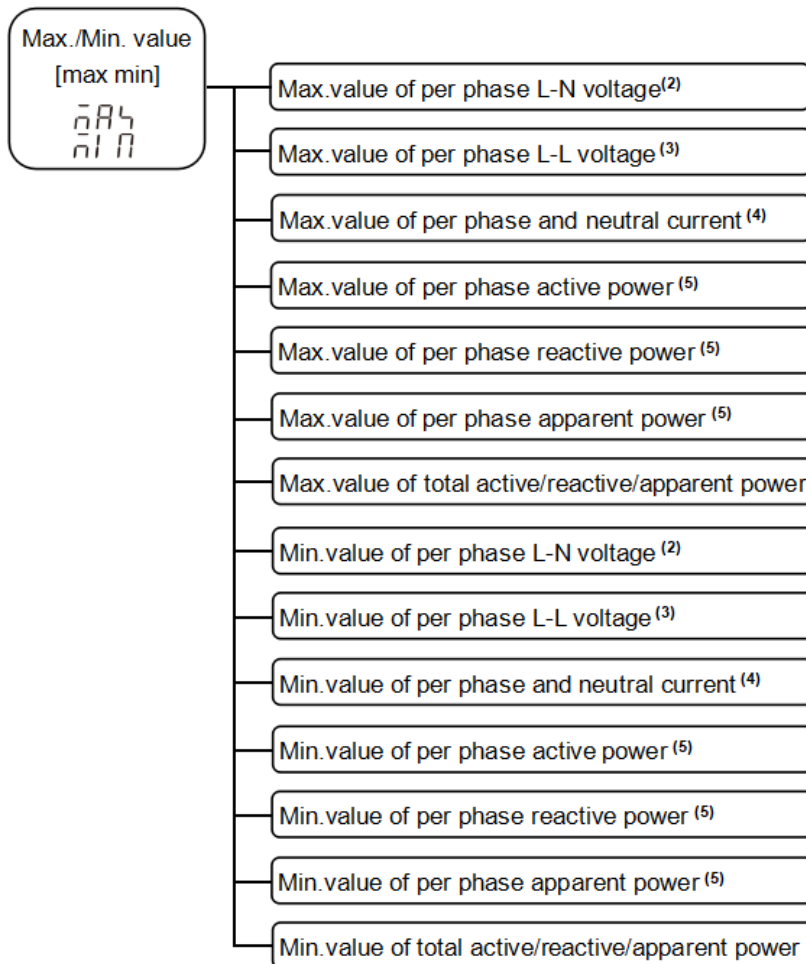 Max./Min. value
[max min]
MAX
MIN
Max.value of per phase L-N voltage(2)
Max.value of per phase L-L voltage (3)
Max.value of per phase and neutral current (4)
Max.value of per phase active power (5)
Max.value of per phase reactive power (5)
Max.value of per phase apparent power (5)
Max.value of total active/reactive/apparent power
Min.value of per phase L-N voltage (2)
Min.value of per phase L-L voltage (3)
Min.value of per phase and neutral current (4)
Min.value of per phase active power (5)
Min.value of per phase reactive power (5)
Min.value of per phase apparent power (5)
Min.value of total active/reactive/apparent power